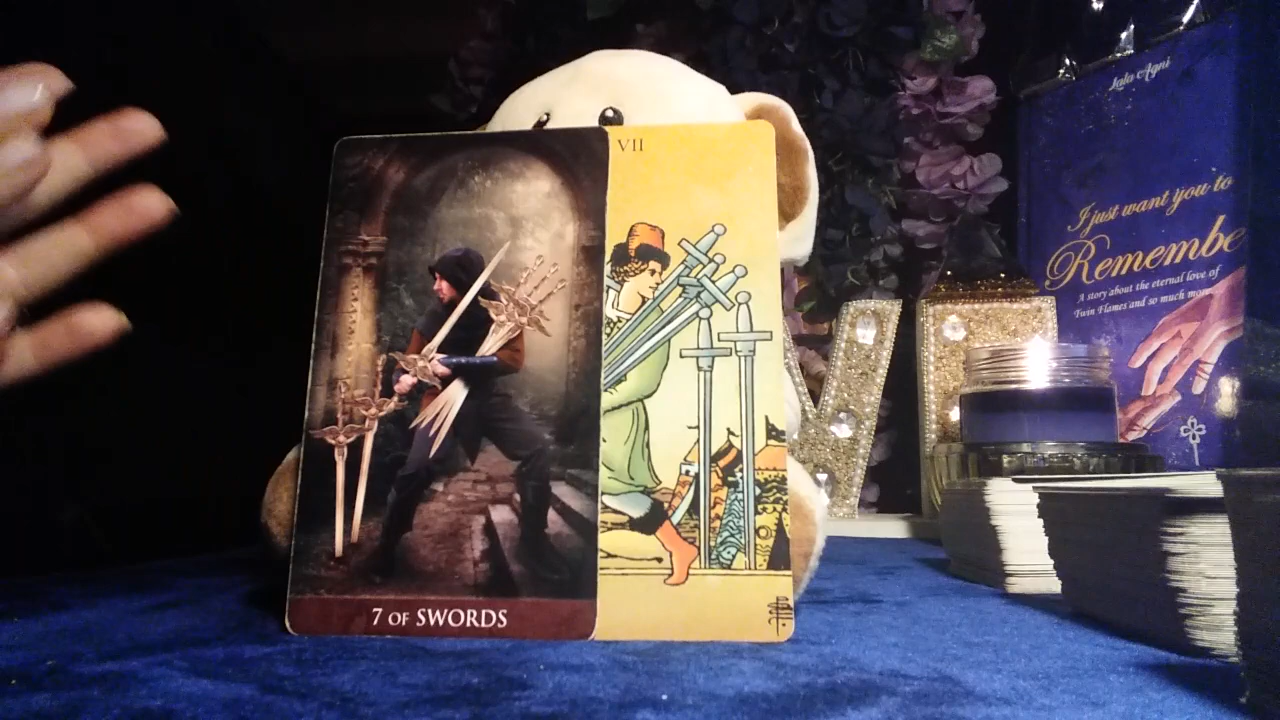 VII
7 OF SWORDS
Lala Agni
I just want you to
Remembe
A story about the eternal love of
Twin Flames and so much more
V